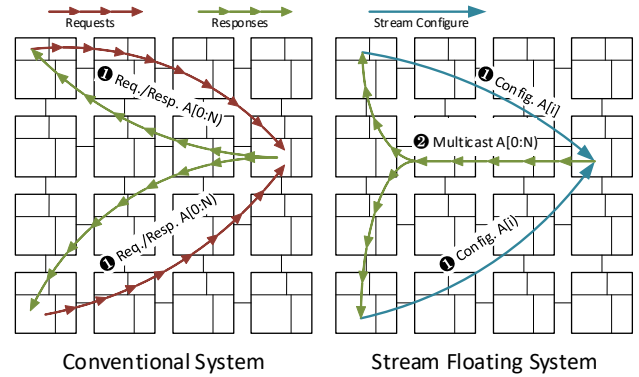 Requests Responses Stream Configure
❶ Req./Resp. A[0:N)
❶ Req./Resp. A[0:N)
❶ Config. A[i]
❷ Multicast A[0:N)
❶ Config. A[i)
Conventional System
Stream Floating System